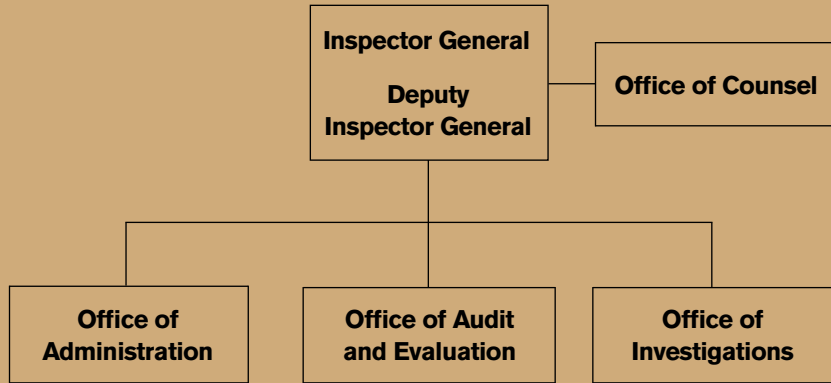 Inspector General
Deputy
Inspector General
Office of Counsel
Office of
Administration
Office of Audit
and Evaluation
Office of
Investigations